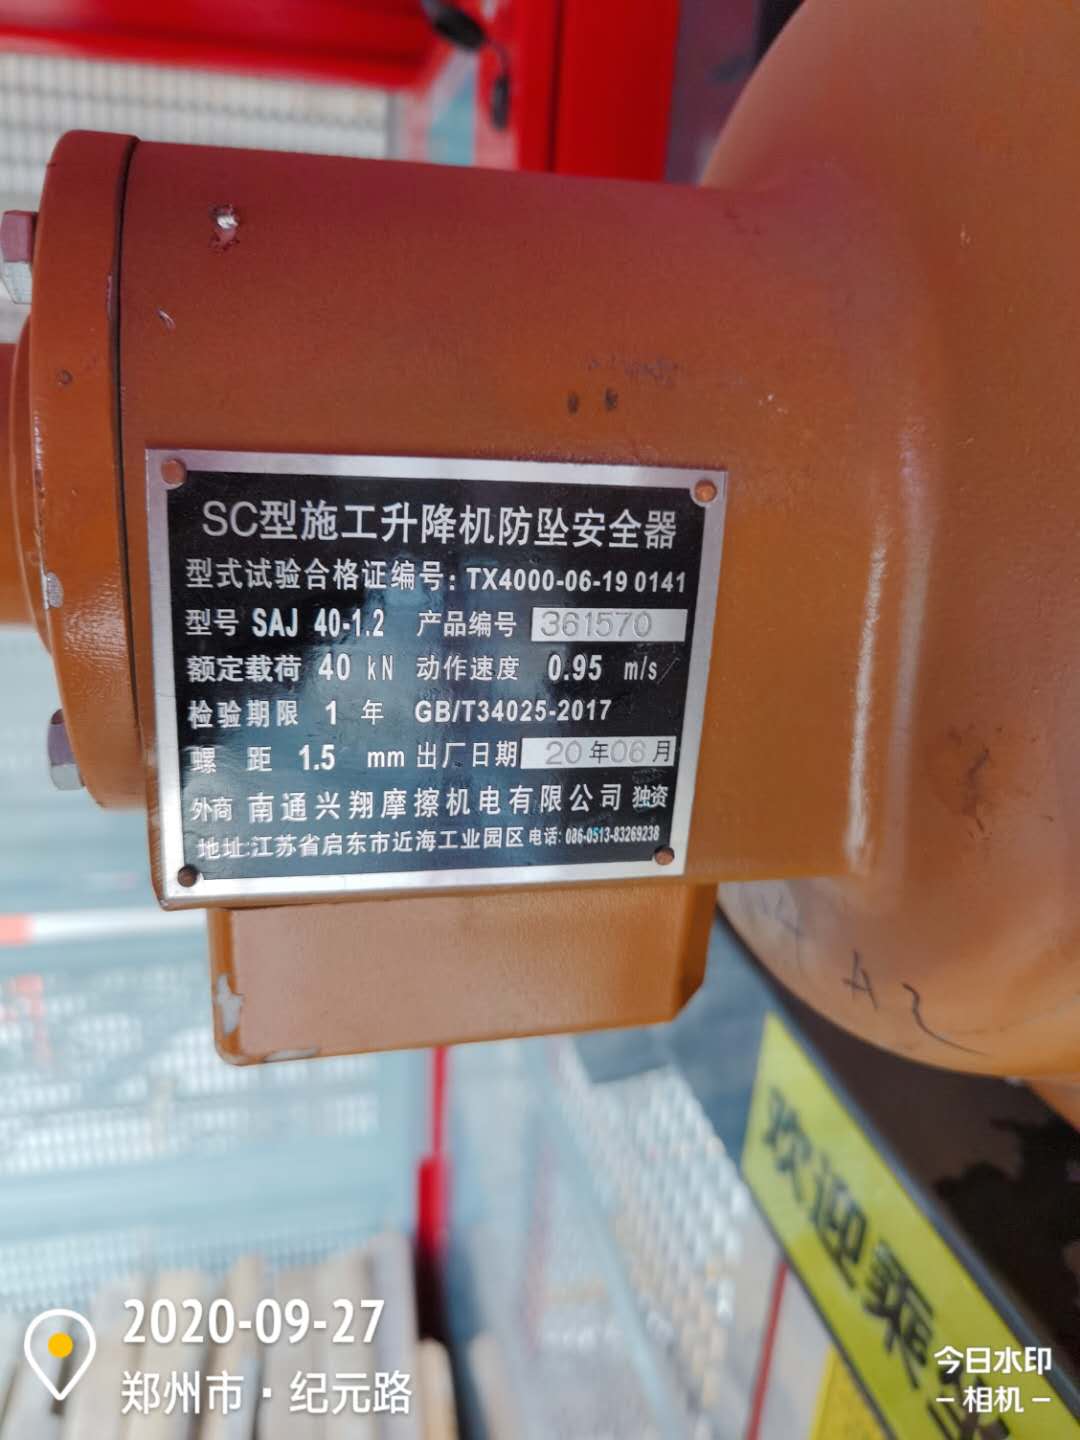 SC型施工升降机防坠安全器
型式试验合格证编号: TX4000-06-19 0141
型号 SAJ 40-1.2 产品编号 361570
额定载荷 40 kN 动作速度 0.95 m/s
检验期限 1 年 GB/T34025-2017
螺 距 1.5 mm 出厂日期 20年06月
外商 南通兴翔摩擦机电有限公司 独资
地址:江苏省启东市近海工业园区 电话: 086-0513-83269238
A2
欢迎乘
2020-09-27
郑州市·纪元路
今日水印
–相机–